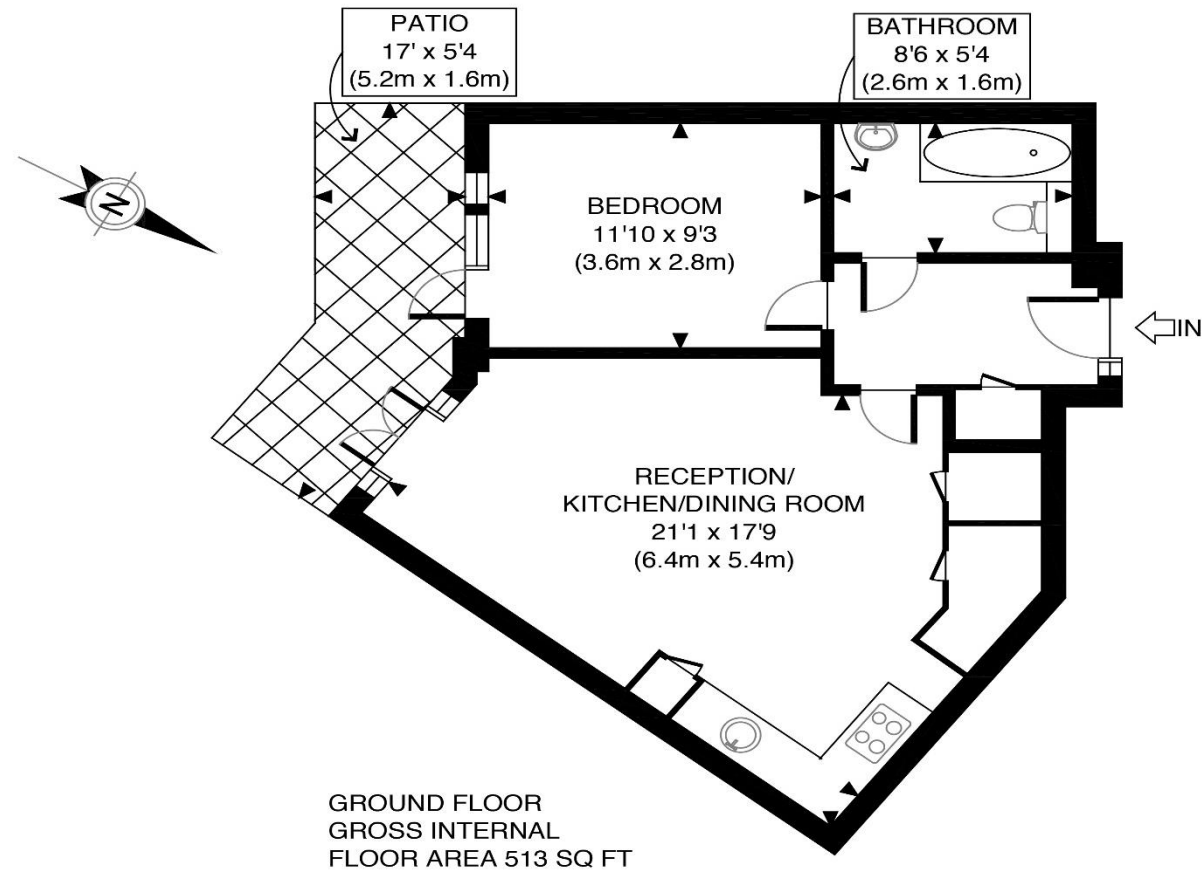 PATIO
17' x 5'4
(5.2m x 1.6m)
BATHROOM
8'6 x 5'4
(2.6m x 1.6m)
N
BEDROOM
11'10 x 9'3
(3.6m x 2.8m)
IN
RECEPTION/
KITCHEN/DINING ROOM
21'1 x 17'9
(6.4m x 5.4m)
GROUND FLOOR
GROSS INTERNAL
FLOOR AREA 513 SQ FT